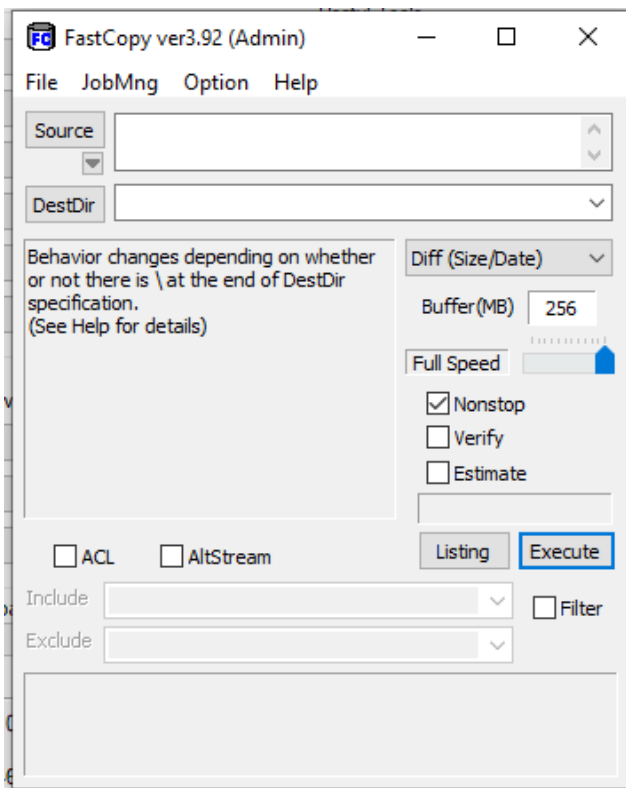 FC FastCopy ver3.92 (Admin)
File JobMng Option Help
Source
DestDir
Behavior changes depending on whether
or not there is \ at the end of DestDir
specification.
(See Help for details)
Diff (Size/Date)
Buffer(MB) 256
Full Speed
Nonstop
Verify
Estimate
ACL AltStream
Listing Execute
Include
Filter
Exclude